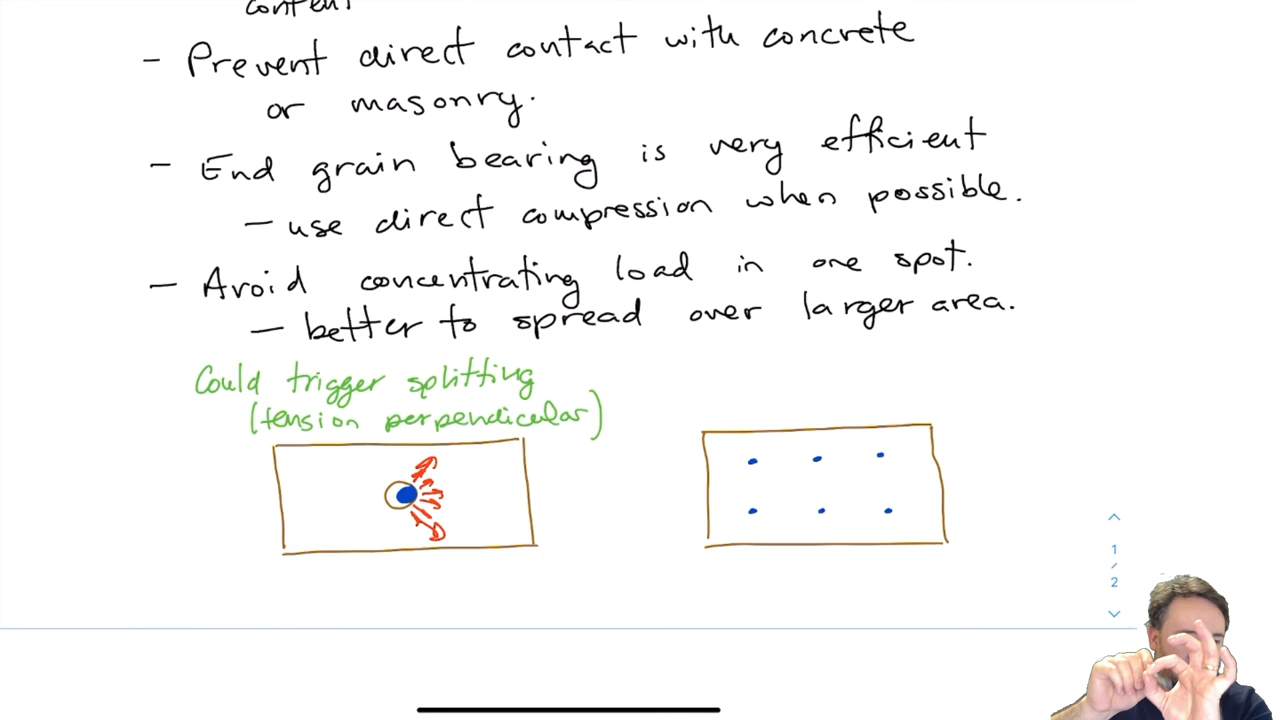 content
- Prevent direct contact with concrete
or masonry.
- End grain bearing is very efficient
- use direct compression when possible.
- Avoid concentrating load in one spot.
- better to spread over larger area.
Could trigger splitting
(tension perpendicular)
1
/
2